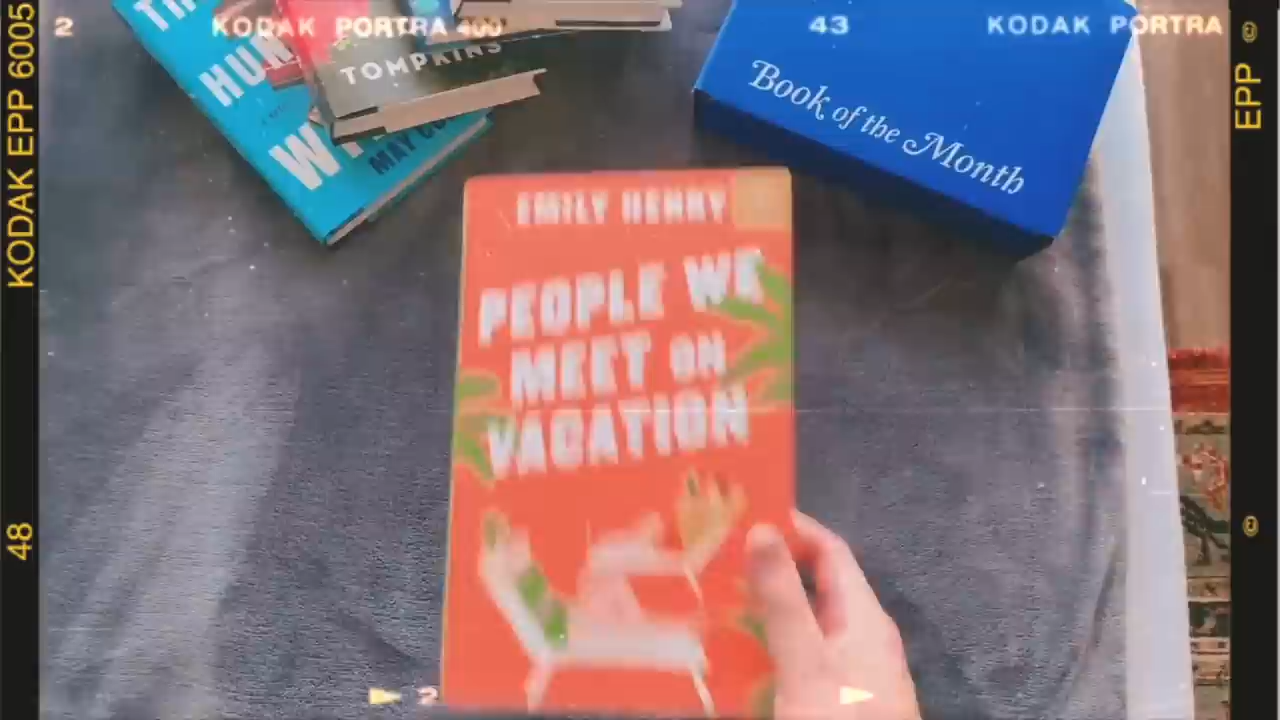 2
KODAK PORTRA 400
43
KODAK PORTRA
KODAK EPP 6005
48
EPP
TOMPKINS
Book of the Month
EMILY HENRY
PEOPLE WE
MEET ON
VACATION
2